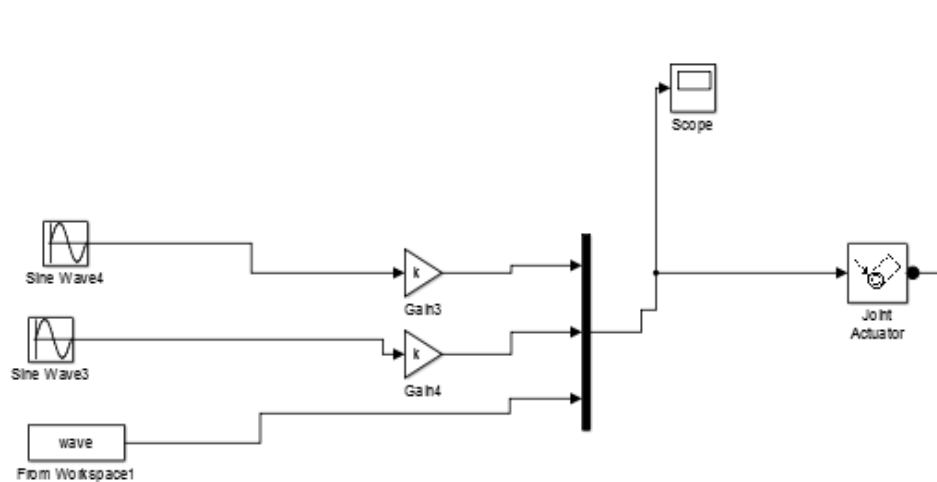 Scope
Sine Wave4
k
Gain3
Joint
Actuator
Sine Wave3
k
Gain4
wave
From Workspace1